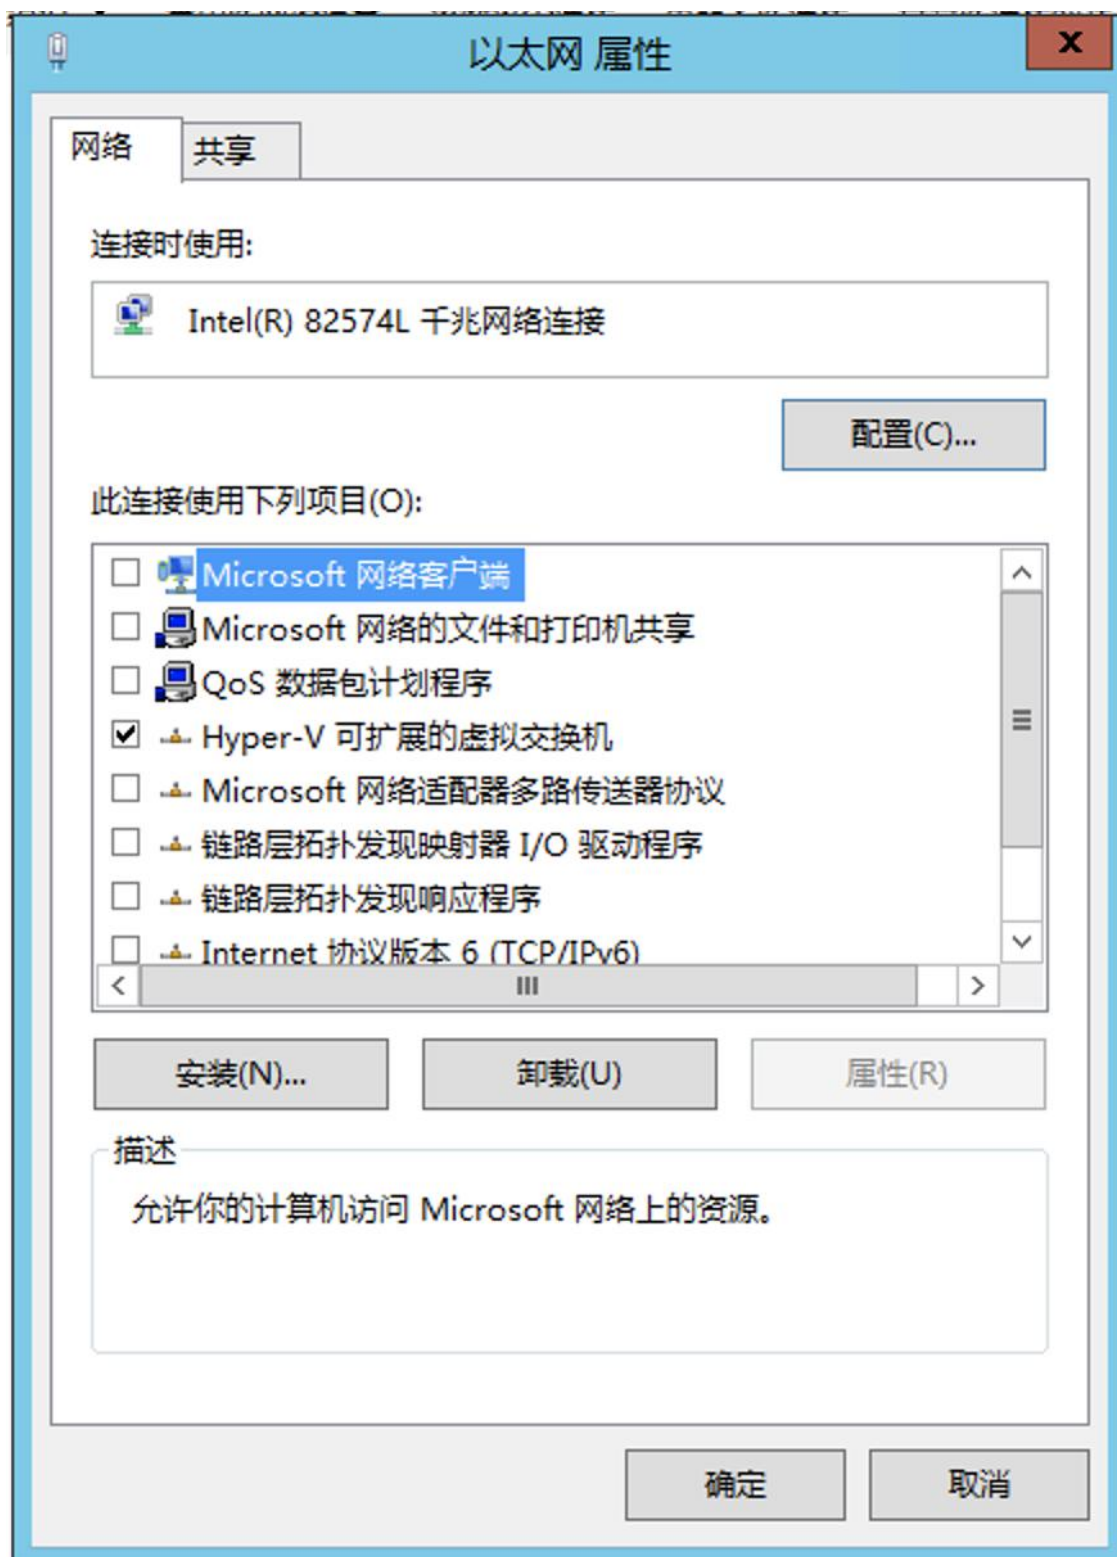 以太网 属性
网络
共享
连接时使用:
Intel(R) 82574L 千兆网络连接
配置(C)...
此连接使用下列项目(O):
Microsoft 网络客户端
Microsoft 网络的文件和打印机共享
QoS 数据包计划程序
Hyper-V 可扩展的虚拟交换机
Microsoft 网络适配器多路传送器协议
链路层拓扑发现映射器 I/O 驱动程序
链路层拓扑发现响应程序
Internet 协议版本 6 (TCP/IPv6)
安装(N)...
卸载(U)
属性(R)
描述
允许你的计算机访问 Microsoft 网络上的资源。
确定
取消